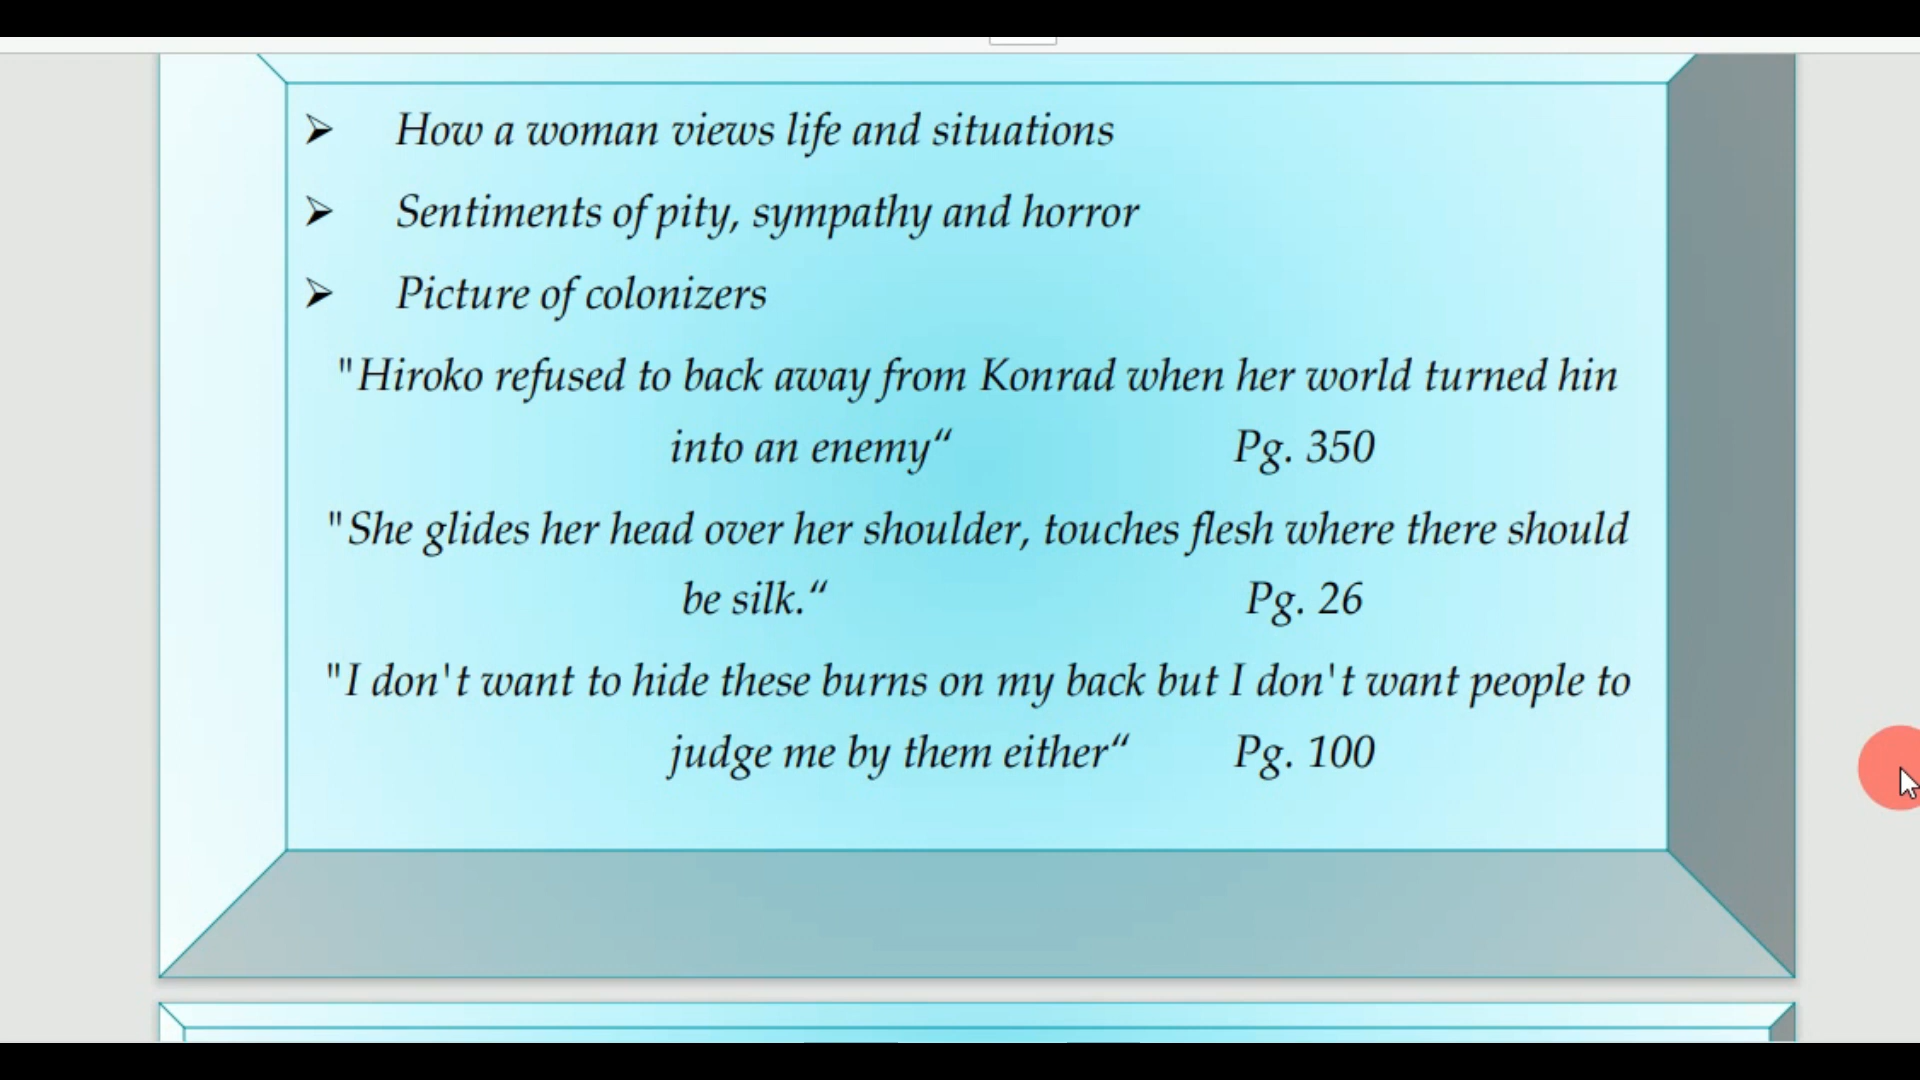 ➢ How a woman views life and situations
➢ Sentiments of pity, sympathy and horror
➢ Picture of colonizers
"Hiroko refused to back away from Konrad when her world turned hin
into an enemy“ Pg. 350
"She glides her head over her shoulder, touches flesh where there should
be silk.“ Pg. 26
"I don't want to hide these burns on my back but I don't want people to
judge me by them either“ Pg. 100